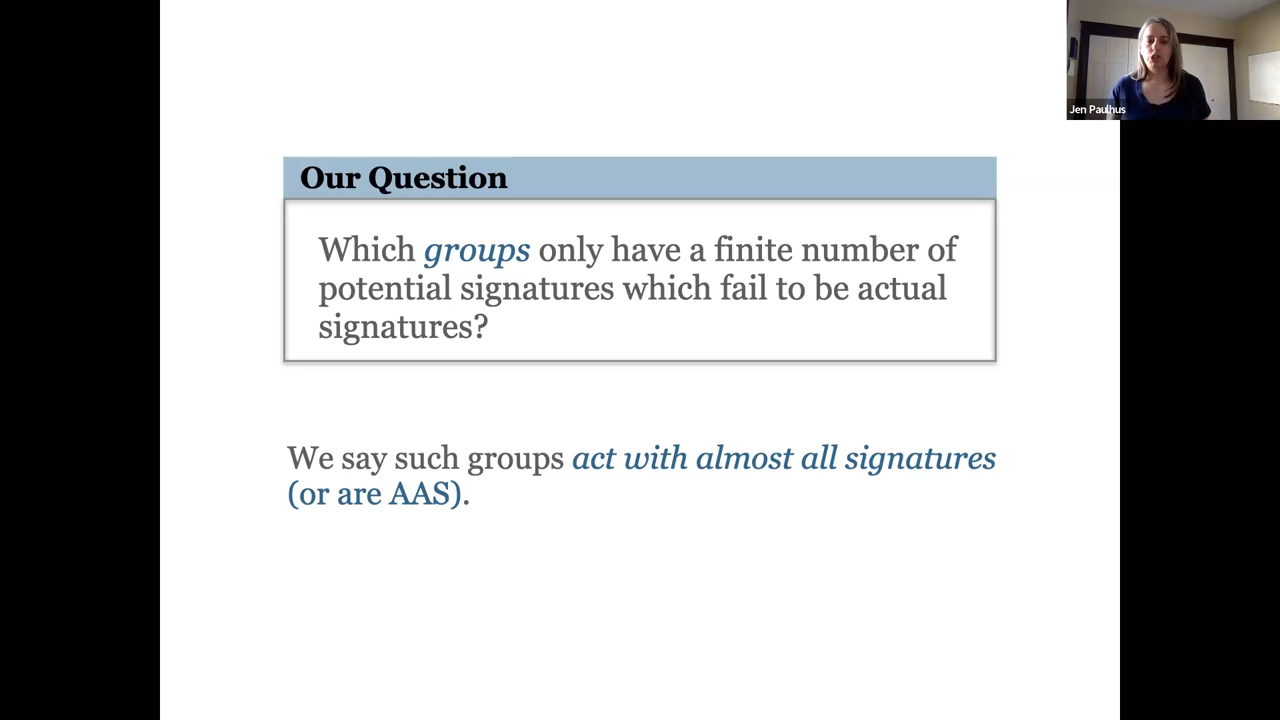 Jen Paulhus
Our Question
Which groups only have a finite number of
potential signatures which fail to be actual
signatures?
We say such groups act with almost all signatures
(or are AAS).